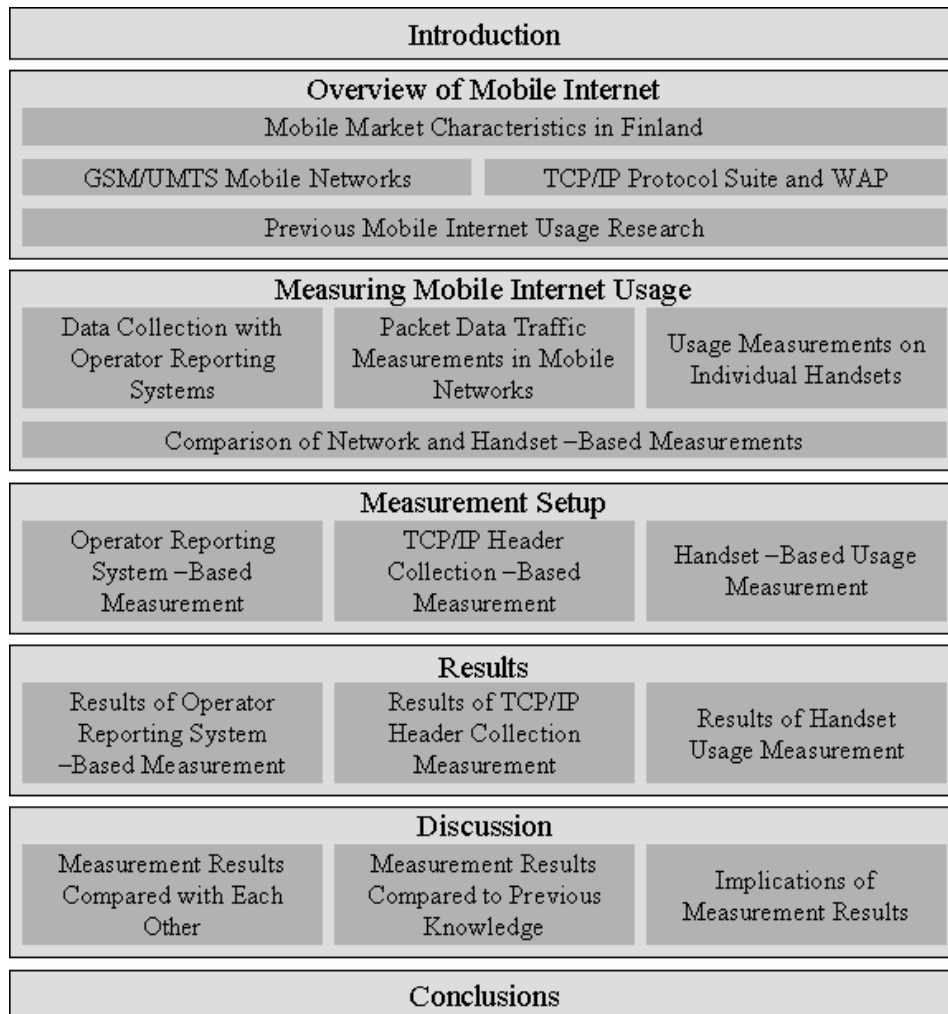 Introduction
Overview of Mobile Internet
Mobile Market Characteristics in Finland
GSM/UMTS Mobile Networks
TCP/IP Protocol Suite and WAP
Previous Mobile Internet Usage Research
Measuring Mobile Internet Usage
Data Collection with
Operator Reporting
Systems
Packet Data Traffic
Measurements in Mobile
Networks
Usage Measurements on
Individual Handsets
Comparison of Network and Handset –Based Measurements
Measurement Setup
Operator Reporting
System –Based
Measurement
TCP/IP Header
Collection –Based
Measurement
Handset –Based Usage
Measurement
Results
Results of Operator
Reporting System
–Based Measurement
Results of TCP/IP
Header Collection
Measurement
Results of Handset
Usage Measurement
Discussion
Measurement Results
Compared with Each
Other
Measurement Results
Compared to Previous
Knowledge
Implications of
Measurement Results
Conclusions